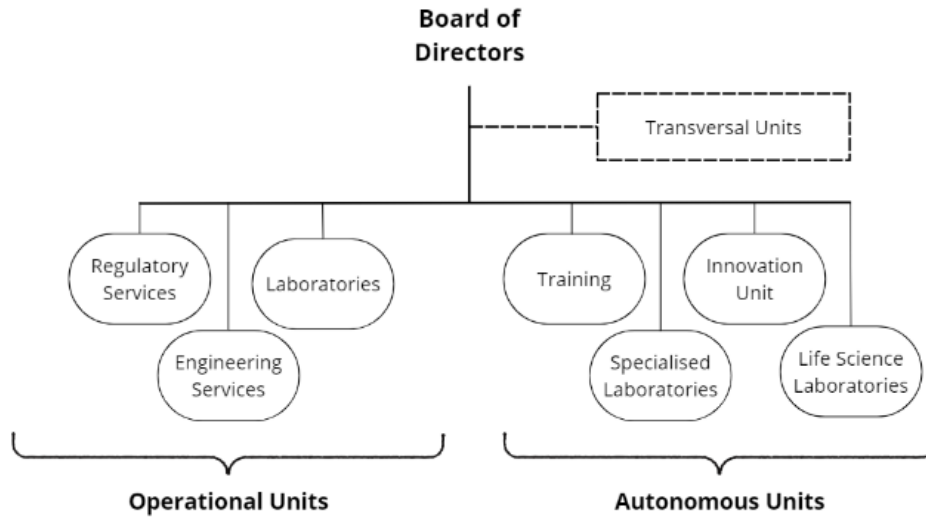 Board of
Directors
Transversal Units
Regulatory
Services
Laboratories
Training
Innovation
Unit
Engineering
Services
Specialised
Laboratories
Life Science
Laboratories
Operational Units
Autonomous Units